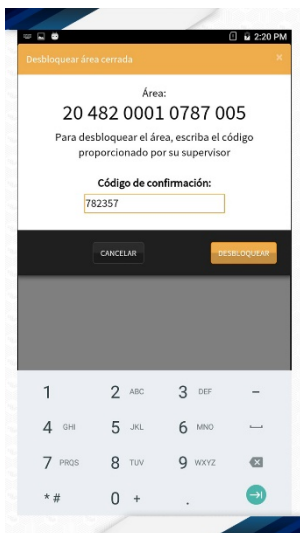 2:20 PM
Desbloquear área cerrada ×
Área:
20 482 0001 0787 005
Para desbloquear el área, escriba el código
proporcionado por su supervisor
Código de confirmación:
782357
CANCELAR DESBLOQUEAR
1 2 ABC 3 DEF -
4 GHI 5 JKL 6 MNO
7 PRQS 8 TUV 9 WXYZ
* # 0 + .